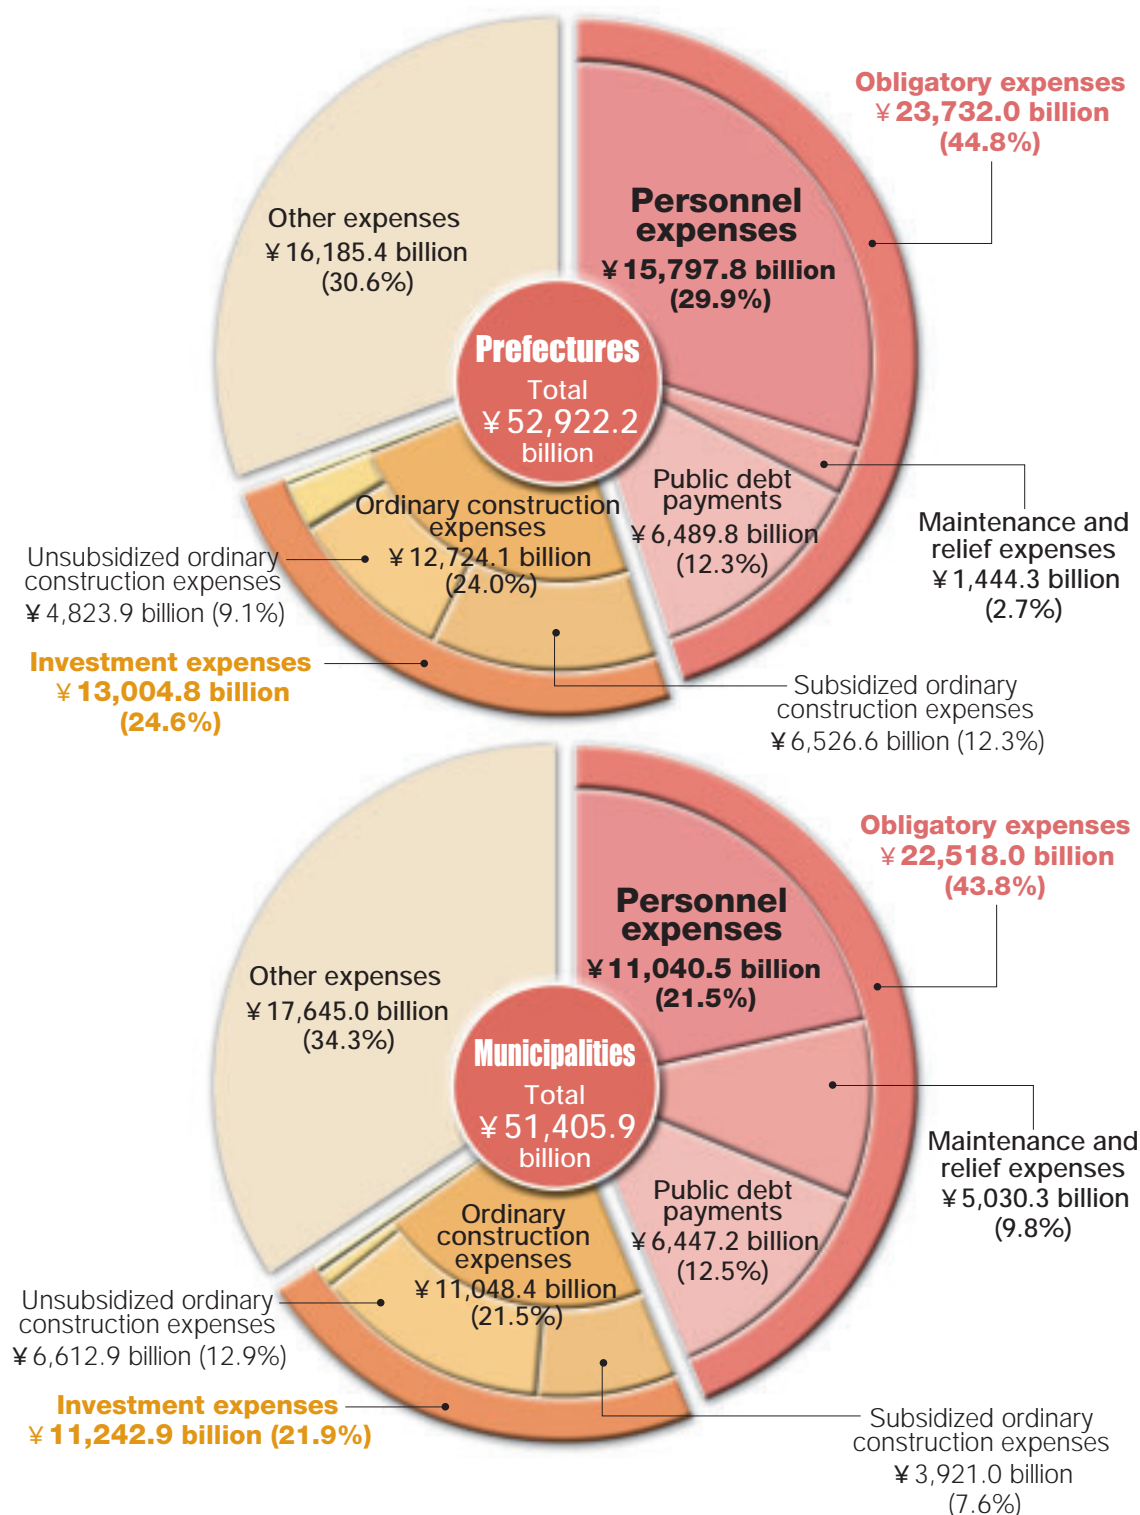 Obligatory expenses
¥ 23,732.0 billion
(44.8%)
Personnel
expenses
¥ 15,797.8 billion
(29.9%)
Other expenses
¥ 16,185.4 billion
(30.6%)
Prefectures
Total
¥ 52,922.2
billion
Public debt
payments
¥ 6,489.8 billion
(12.3%)
Maintenance and
relief expenses
¥ 1,444.3 billion
(2.7%)
Ordinary construction
expenses
¥ 12,724.1 billion
(24.0%)
Unsubsidized ordinary
construction expenses
¥ 4,823.9 billion (9.1%)
Investment expenses
¥ 13,004.8 billion
(24.6%)
Subsidized ordinary
construction expenses
¥ 6,526.6 billion (12.3%)
Obligatory expenses
¥ 22,518.0 billion
(43.8%)
Personnel
expenses
¥ 11,040.5 billion
(21.5%)
Other expenses
¥ 17,645.0 billion
(34.3%)
Municipalities
Total
¥ 51,405.9
billion
Maintenance and
relief expenses
¥ 5,030.3 billion
(9.8%)
Public debt
payments
¥ 6,447.2 billion
(12.5%)
Ordinary
construction
expenses
¥ 11,048.4 billion
(21.5%)
Unsubsidized ordinary
construction expenses
¥ 6,612.9 billion (12.9%)
Investment expenses
¥ 11,242.9 billion (21.9%)
Subsidized ordinary
construction expenses
¥ 3,921.0 billion
(7.6%)